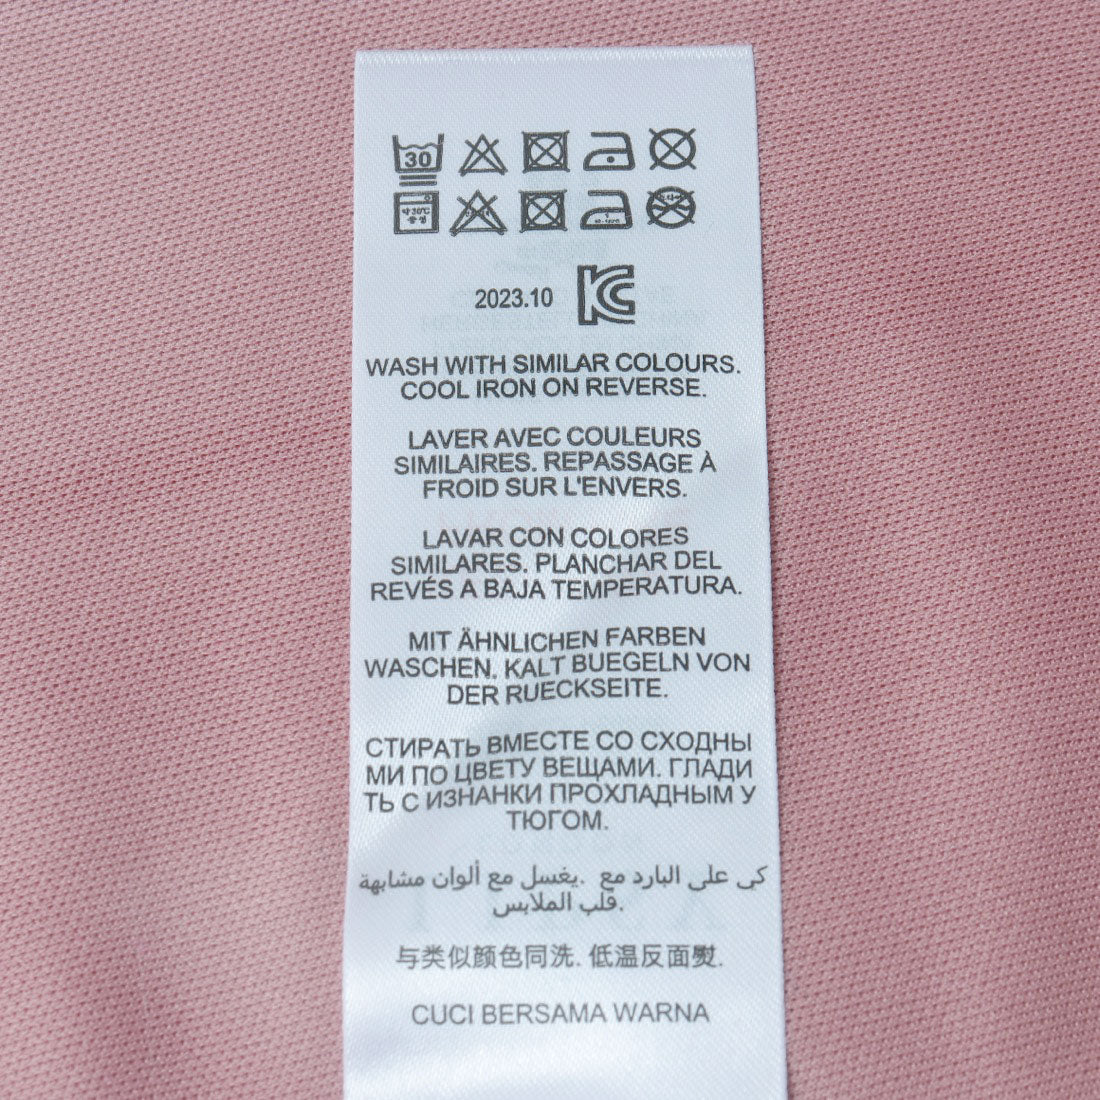 30
2023.10
WASH WITH SIMILAR COLOURS.
COOL IRON ON REVERSE.
LAVER AVEC COULEURS
SIMILAIRES. REPASSAGE À
FROID SUR L'ENVERS.
LAVAR CON COLORES
SIMILARES. PLANCHAR DEL
REVÉS A BAJA TEMPERATURA.
MIT ÄHNLICHEN FARBEN
WASCHEN. KALT BUEGELN VON
DER RUECKSEITE.
СТИРАТЬ ВМЕСТЕ СО СХОДНЫ
МИ ПО ЦВЕТУ ВЕЩАМИ. ГЛАДИ
ТЬ С ИЗНАНКИ ПРОХЛАДНЫМ У
ТЮГОМ.
كي على البارد مع .يغسل مع ألوان مشابهة
قلب الملابس.
与类似颜色同洗. 低温反面熨.
CUCI BERSAMA WARNA